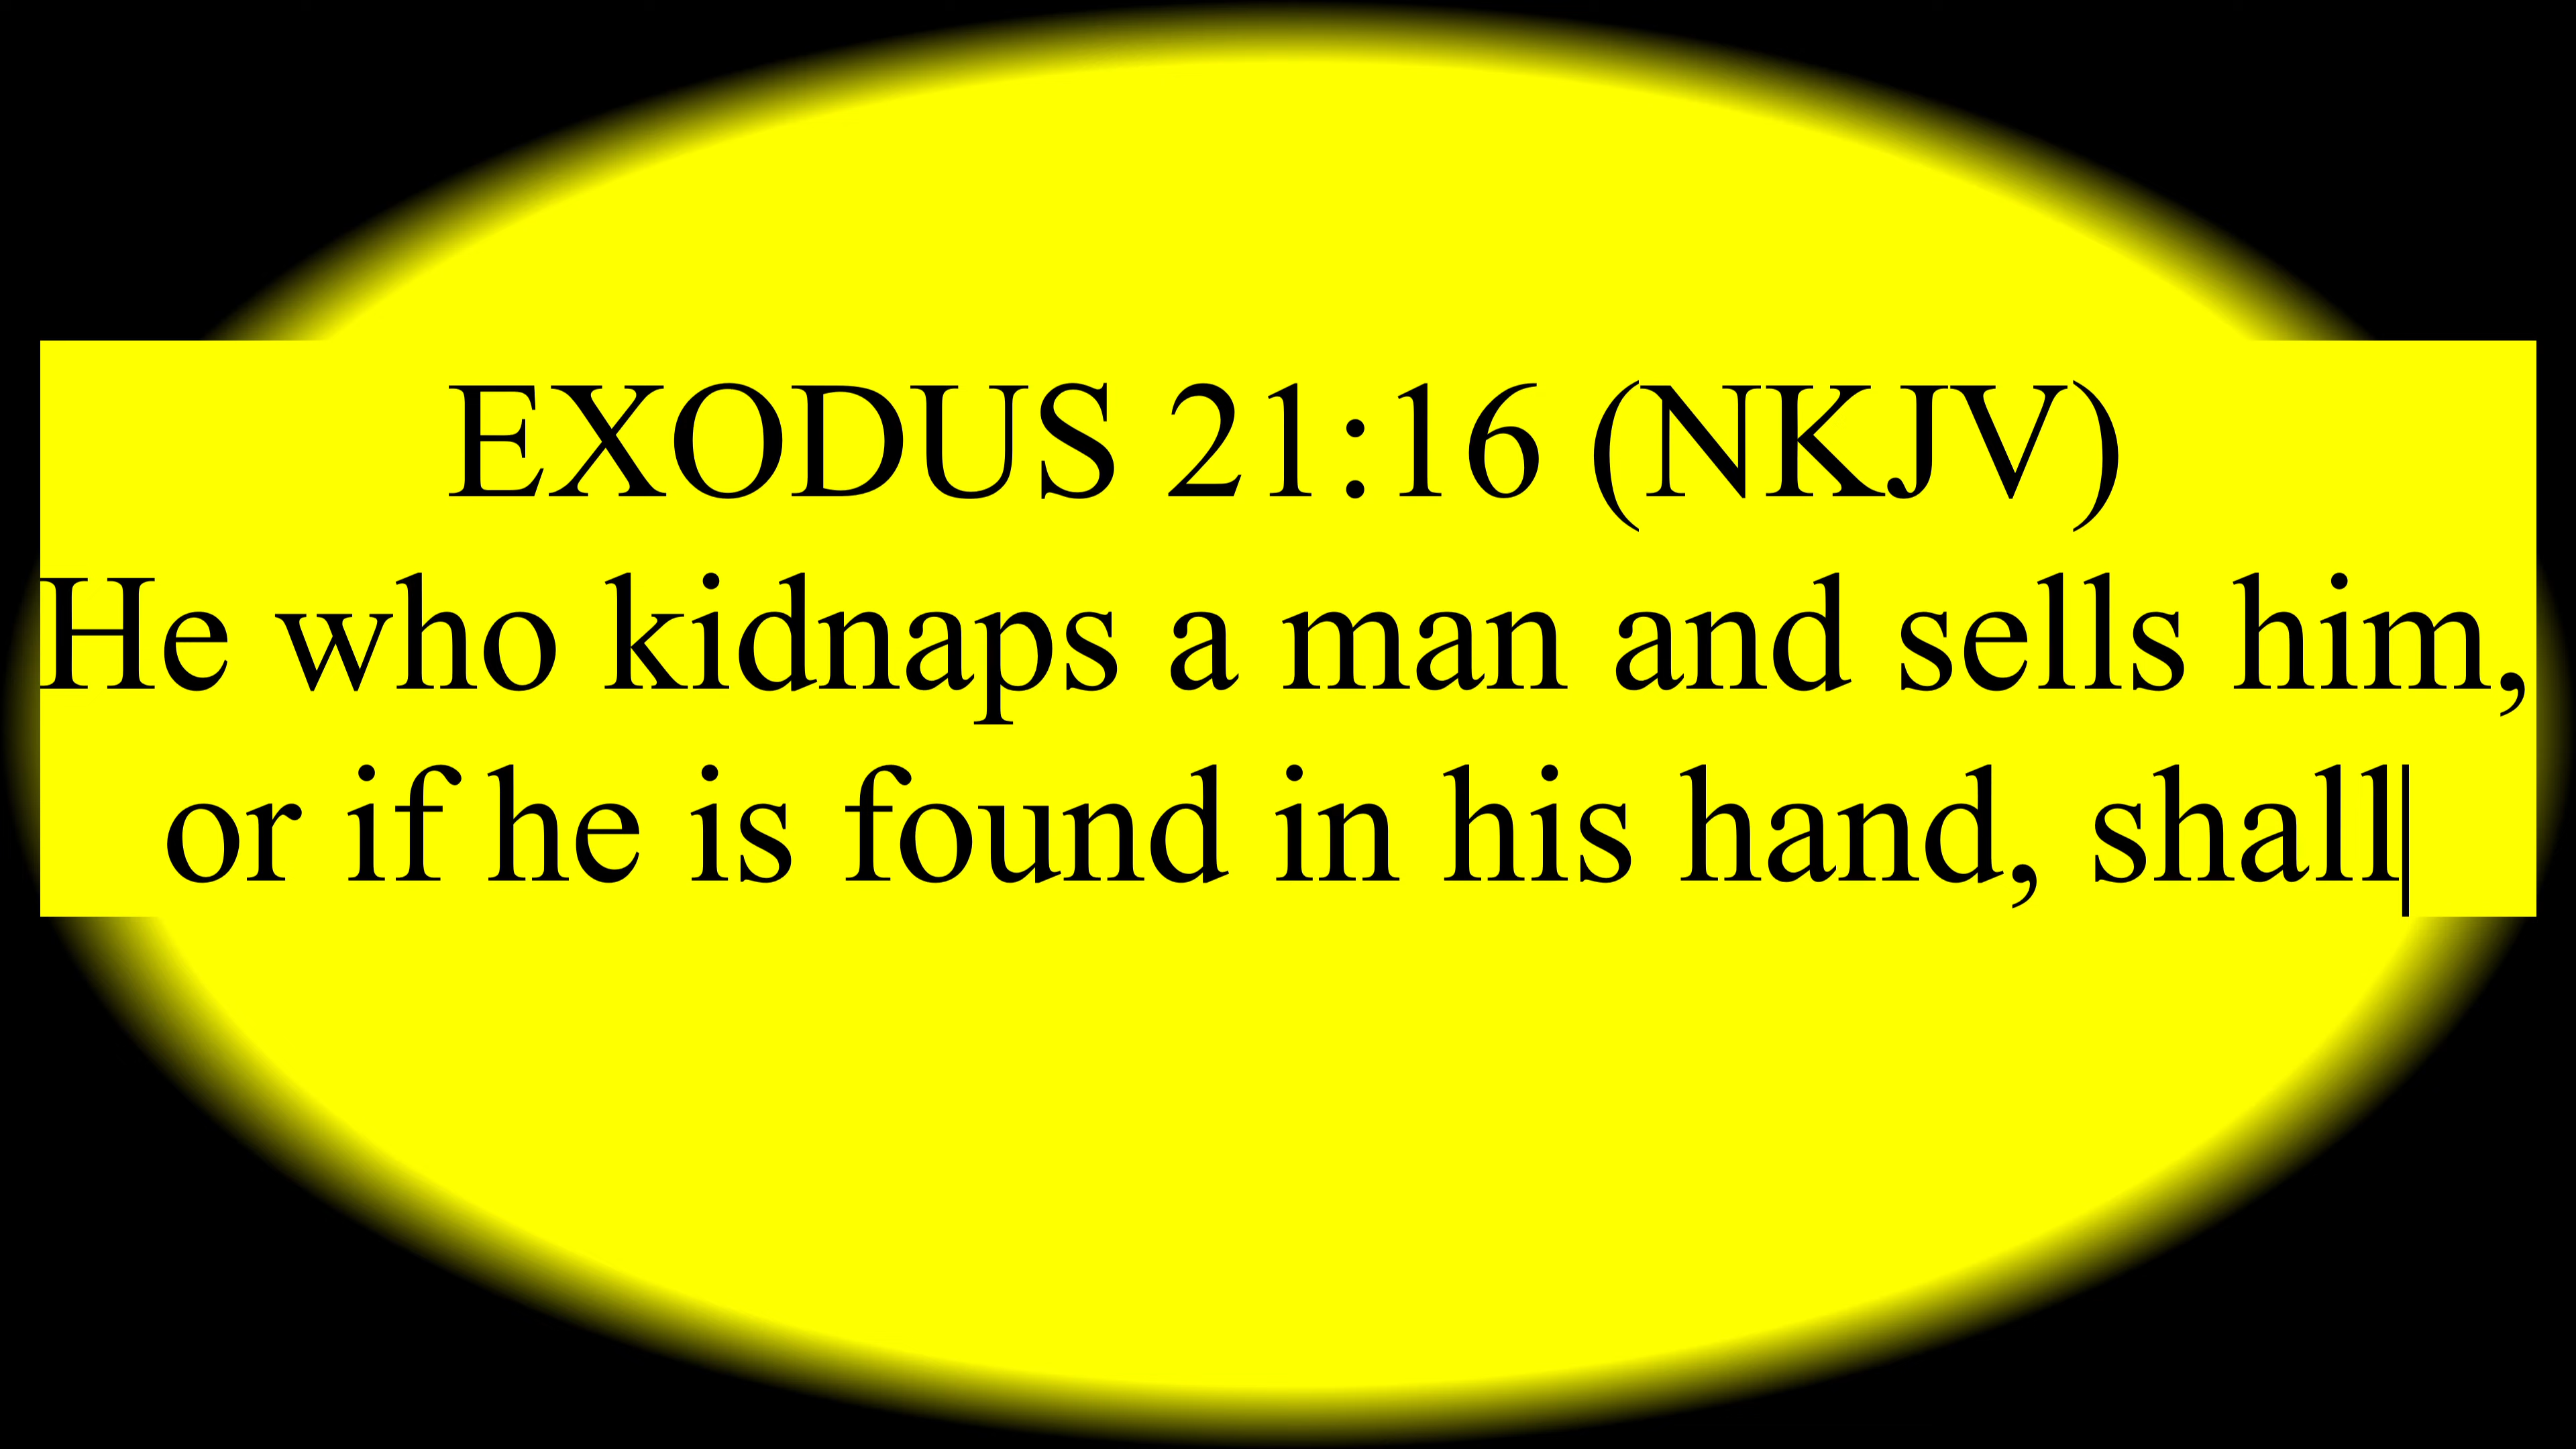 EXODUS 21:16 (NKJV)
He who kidnaps a man and sells him,
or if he is found in his hand, shall